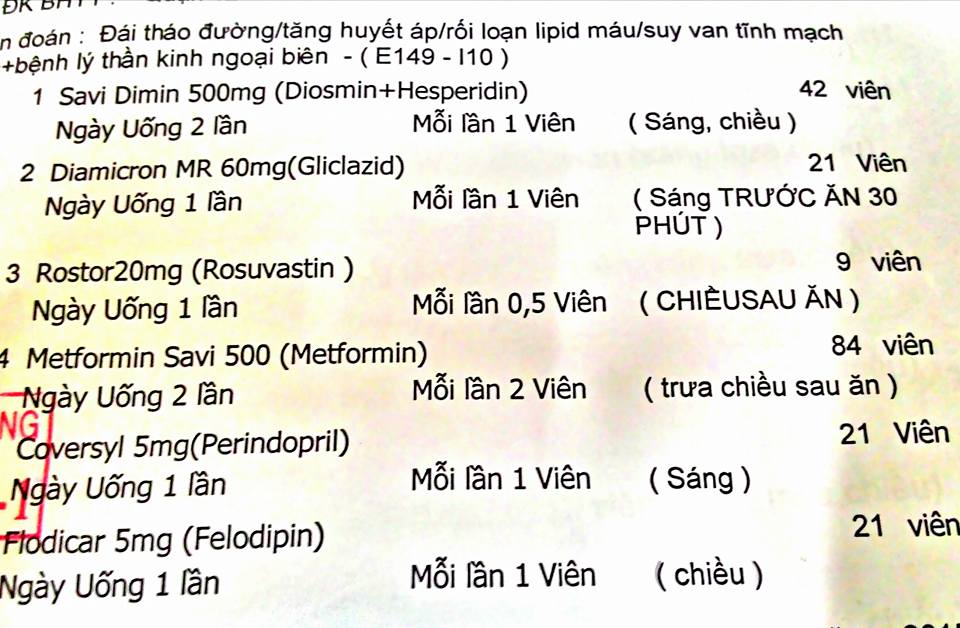 n đoán : Đái tháo đường/tăng huyết áp/rối loạn lipid máu/suy van tĩnh mạch
+bệnh lý thần kinh ngoại biên - ( E149 - I10 )
1 Savi Dimin 500mg (Diosmin+Hesperidin) 42 viên
Ngày Uống 2 lần Mỗi lần 1 Viên ( Sáng, chiều )
2 Diamicron MR 60mg(Gliclazid) 21 Viên
Ngày Uống 1 lần Mỗi lần 1 Viên ( Sáng TRƯỚC ĂN 30
PHÚT )
3 Rostor20mg (Rosuvastin ) 9 viên
Ngày Uống 1 lần Mỗi lần 0,5 Viên ( CHIỀUSAU ĂN )
4 Metformin Savi 500 (Metformin) 84 viên
Ngày Uống 2 lần Mỗi lần 2 Viên ( trưa chiều sau ăn )
NG
Coversyl 5mg(Perindopril) 21 Viên
Ngày Uống 1 lần Mỗi lần 1 Viên ( Sáng )
Flodicar 5mg (Felodipin) 21 viên
Ngày Uống 1 lần Mỗi lần 1 Viên ( chiều )